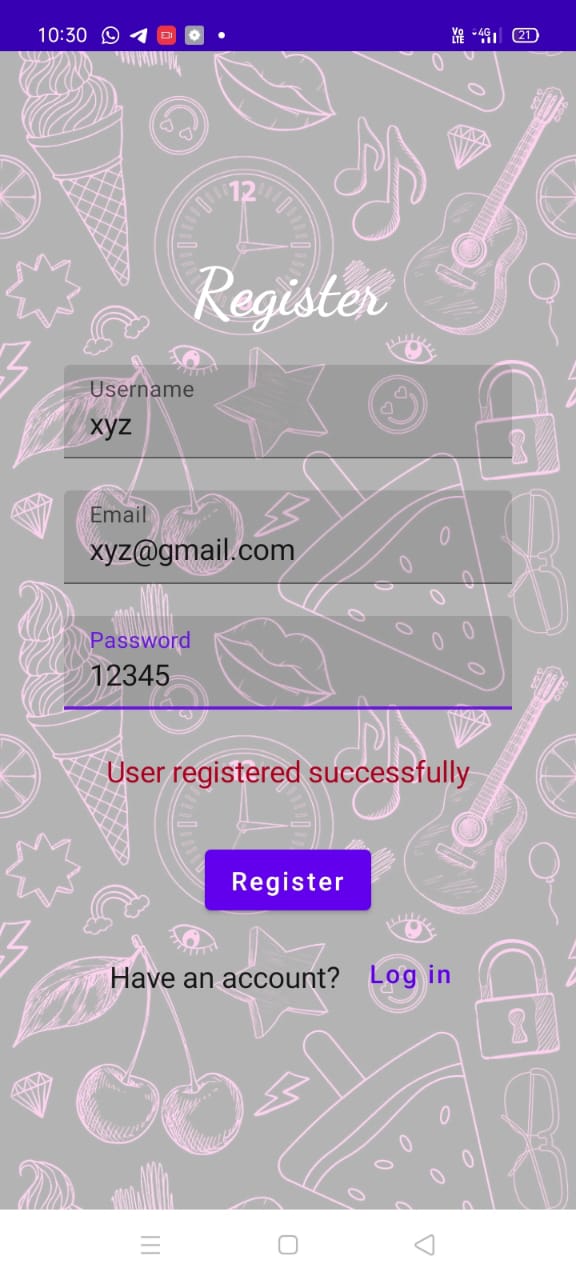 10:30 Vo LTE 4G 21
12
Register
Username
xyz
Email
xyz@gmail.com
Password
12345
User registered successfully
Register
Have an account? Log in